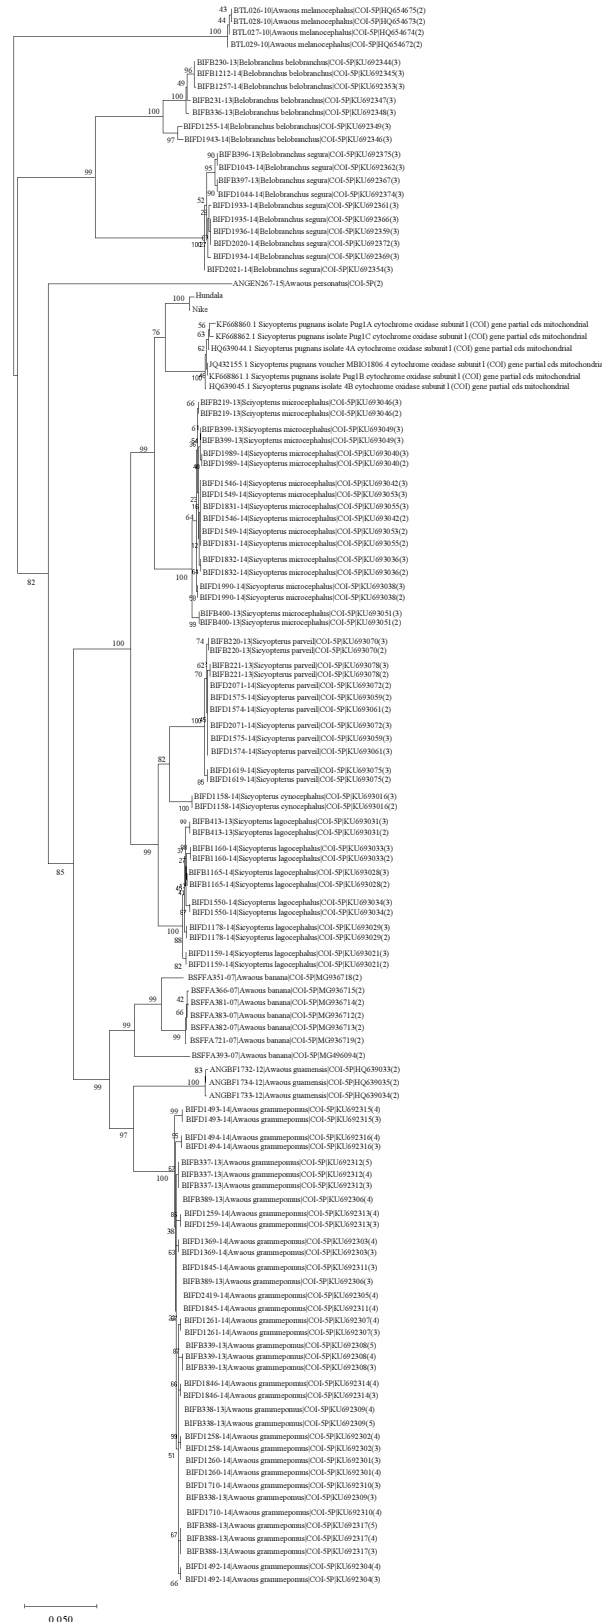 BTL026-10|Awaous melanocephalus|COI-5P|HQ654675(2)
BTL028-10|Awaous melanocephalus|COI-5P|HQ654673(2)
BTL027-10|Awaous melanocephalus|COI-5P|HQ654674(2)
BTL029-10|Awaous melanocephalus|COI-5P|HQ654672(2)
BIFB230-13|Belobranchus belobranchus|COI-5P|KU692344(3)
BIFB1212-14|Belobranchus belobranchus|COI-5P|KU692345(3)
BIFB1257-14|Belobranchus belobranchus|COI-5P|KU692353(3)
BIFB231-13|Belobranchus belobranchus|COI-5P|KU692347(3)
BIFB336-13|Belobranchus belobranchus|COI-5P|KU692348(3)
BIFD1255-14|Belobranchus belobranchus|COI-5P|KU692349(3)
BIFD1943-14|Belobranchus belobranchus|COI-5P|KU692346(3)
BIFB396-13|Belobranchus segura|COI-5P|KU692375(3)
BIFD1043-14|Belobranchus segura|COI-5P|KU692362(3)
BIFB397-13|Belobranchus segura|COI-5P|KU692367(3)
BIFD1044-14|Belobranchus segura|COI-5P|KU692374(3)
BIFD1933-14|Belobranchus segura|COI-5P|KU692361(3)
BIFD1935-14|Belobranchus segura|COI-5P|KU692366(3)
BIFD1936-14|Belobranchus segura|COI-5P|KU692359(3)
BIFD2020-14|Belobranchus segura|COI-5P|KU692372(3)
BIFD1934-14|Belobranchus segura|COI-5P|KU692369(3)
BIFD2021-14|Belobranchus segura|COI-5P|KU692354(3)
ANGEN267-15|Awaous personatus|COI-5P(2)
Hundala
Nike
KF668860.1 Sicyopterus pugnans isolate Pug1A cytochrome oxidase subunit I (COI) gene partial cds mitochondrial
KF668862.1 Sicyopterus pugnans isolate Pug1C cytochrome oxidase subunit I (COI) gene partial cds mitochondrial
HQ639044.1 Sicyopterus pugnans isolate 4A cytochrome oxidase subunit I (COI) gene partial cds mitochondrial
JQ432155.1 Sicyopterus pugnans voucher MBIO1806.4 cytochrome oxidase subunit I (COI) gene partial cds mitochondrial
KF668861.1 Sicyopterus pugnans isolate Pug1B cytochrome oxidase subunit I (COI) gene partial cds mitochondrial
HQ639045.1 Sicyopterus pugnans isolate 4B cytochrome oxidase subunit I (COI) gene partial cds mitochondrial
BIFB219-13|Sicyopterus microcephalus|COI-5P|KU693046(3)
BIFB219-13|Sicyopterus microcephalus|COI-5P|KU693046(2)
BIFB399-13|Sicyopterus microcephalus|COI-5P|KU693049(3)
BIFB399-13|Sicyopterus microcephalus|COI-5P|KU693049(3)
BIFD1989-14|Sicyopterus microcephalus|COI-5P|KU693040(3)
BIFD1989-14|Sicyopterus microcephalus|COI-5P|KU693040(2)
BIFD1546-14|Sicyopterus microcephalus|COI-5P|KU693042(3)
BIFD1549-14|Sicyopterus microcephalus|COI-5P|KU693053(3)
BIFD1831-14|Sicyopterus microcephalus|COI-5P|KU693055(3)
BIFD1546-14|Sicyopterus microcephalus|COI-5P|KU693042(2)
BIFD1549-14|Sicyopterus microcephalus|COI-5P|KU693053(2)
BIFD1831-14|Sicyopterus microcephalus|COI-5P|KU693055(2)
BIFD1832-14|Sicyopterus microcephalus|COI-5P|KU693036(3)
BIFD1832-14|Sicyopterus microcephalus|COI-5P|KU693036(2)
BIFD1990-14|Sicyopterus microcephalus|COI-5P|KU693038(3)
BIFD1990-14|Sicyopterus microcephalus|COI-5P|KU693038(2)
BIFB400-13|Sicyopterus microcephalus|COI-5P|KU693051(3)
BIFB400-13|Sicyopterus microcephalus|COI-5P|KU693051(2)
BIFB220-13|Sicyopterus parveil|COI-5P|KU693070(3)
BIFB220-13|Sicyopterus parveil|COI-5P|KU693070(2)
BIFB221-13|Sicyopterus parveil|COI-5P|KU693078(3)
BIFB221-13|Sicyopterus parveil|COI-5P|KU693078(2)
BIFD2071-14|Sicyopterus parveil|COI-5P|KU693072(2)
BIFD1575-14|Sicyopterus parveil|COI-5P|KU693059(2)
BIFD1574-14|Sicyopterus parveil|COI-5P|KU693061(2)
BIFD2071-14|Sicyopterus parveil|COI-5P|KU693072(3)
BIFD1575-14|Sicyopterus parveil|COI-5P|KU693059(3)
BIFD1574-14|Sicyopterus parveil|COI-5P|KU693061(3)
BIFD1619-14|Sicyopterus parveil|COI-5P|KU693075(3)
BIFD1619-14|Sicyopterus parveil|COI-5P|KU693075(2)
BIFD1158-14|Sicyopterus cynocephalus|COI-5P|KU693016(3)
BIFD1158-14|Sicyopterus cynocephalus|COI-5P|KU693016(2)
BIFB413-13|Sicyopterus lagocephalus|COI-5P|KU693031(3)
BIFB413-13|Sicyopterus lagocephalus|COI-5P|KU693031(2)
BIFB1160-14|Sicyopterus lagocephalus|COI-5P|KU693033(3)
BIFB1160-14|Sicyopterus lagocephalus|COI-5P|KU693033(2)
BIFB1165-14|Sicyopterus lagocephalus|COI-5P|KU693028(3)
BIFB1165-14|Sicyopterus lagocephalus|COI-5P|KU693028(2)
BIFD1550-14|Sicyopterus lagocephalus|COI-5P|KU693034(3)
BIFD1550-14|Sicyopterus lagocephalus|COI-5P|KU693034(2)
BIFD1178-14|Sicyopterus lagocephalus|COI-5P|KU693029(3)
BIFD1178-14|Sicyopterus lagocephalus|COI-5P|KU693029(2)
BIFD1159-14|Sicyopterus lagocephalus|COI-5P|KU693021(3)
BIFD1159-14|Sicyopterus lagocephalus|COI-5P|KU693021(2)
BSFFA351-07|Awaous banana|COI-5P|MG936718(2)
BSFFA366-07|Awaous banana|COI-5P|MG936715(2)
BSFFA381-07|Awaous banana|COI-5P|MG936714(2)
BSFFA383-07|Awaous banana|COI-5P|MG936712(2)
BSFFA382-07|Awaous banana|COI-5P|MG936713(2)
BSFFA721-07|Awaous banana|COI-5P|MG936719(2)
BSFFA393-07|Awaous banana|COI-5P|MG496094(2)
ANGBF1732-12|Awaous guamensis|COI-5P|HQ639033(2)
ANGBF1734-12|Awaous guamensis|COI-5P|HQ639035(2)
ANGBF1733-12|Awaous guamensis|COI-5P|HQ639034(2)
BIFD1493-14|Awaous grammepomus|COI-5P|KU692315(4)
BIFD1493-14|Awaous grammepomus|COI-5P|KU692315(3)
BIFD1494-14|Awaous grammepomus|COI-5P|KU692316(4)
BIFD1494-14|Awaous grammepomus|COI-5P|KU692316(3)
BIFB337-13|Awaous grammepomus|COI-5P|KU692312(5)
BIFB337-13|Awaous grammepomus|COI-5P|KU692312(4)
BIFB337-13|Awaous grammepomus|COI-5P|KU692312(3)
BIFB389-13|Awaous grammepomus|COI-5P|KU692306(4)
BIFD1259-14|Awaous grammepomus|COI-5P|KU692313(4)
BIFD1259-14|Awaous grammepomus|COI-5P|KU692313(3)
BIFD1369-14|Awaous grammepomus|COI-5P|KU692303(4)
BIFD1369-14|Awaous grammepomus|COI-5P|KU692303(3)
BIFD1845-14|Awaous grammepomus|COI-5P|KU692311(3)
BIFB389-13|Awaous grammepomus|COI-5P|KU692306(3)
BIFD2419-14|Awaous grammepomus|COI-5P|KU692305(4)
BIFD1845-14|Awaous grammepomus|COI-5P|KU692311(4)
BIFD1261-14|Awaous grammepomus|COI-5P|KU692307(4)
BIFD1261-14|Awaous grammepomus|COI-5P|KU692307(3)
BIFB339-13|Awaous grammepomus|COI-5P|KU692308(5)
BIFB339-13|Awaous grammepomus|COI-5P|KU692308(4)
BIFB339-13|Awaous grammepomus|COI-5P|KU692308(3)
BIFD1846-14|Awaous grammepomus|COI-5P|KU692314(4)
BIFD1846-14|Awaous grammepomus|COI-5P|KU692314(3)
BIFB338-13|Awaous grammepomus|COI-5P|KU692309(4)
BIFB338-13|Awaous grammepomus|COI-5P|KU692309(5)
BIFD1258-14|Awaous grammepomus|COI-5P|KU692302(4)
BIFD1258-14|Awaous grammepomus|COI-5P|KU692302(3)
BIFD1260-14|Awaous grammepomus|COI-5P|KU692301(3)
BIFD1260-14|Awaous grammepomus|COI-5P|KU692301(4)
BIFD1710-14|Awaous grammepomus|COI-5P|KU692310(3)
BIFB338-13|Awaous grammepomus|COI-5P|KU692309(3)
BIFD1710-14|Awaous grammepomus|COI-5P|KU692310(4)
BIFB388-13|Awaous grammepomus|COI-5P|KU692317(5)
BIFB388-13|Awaous grammepomus|COI-5P|KU692317(4)
BIFB388-13|Awaous grammepomus|COI-5P|KU692317(3)
BIFD1492-14|Awaous grammepomus|COI-5P|KU692304(4)
BIFD1492-14|Awaous grammepomus|COI-5P|KU692304(3)
0.050